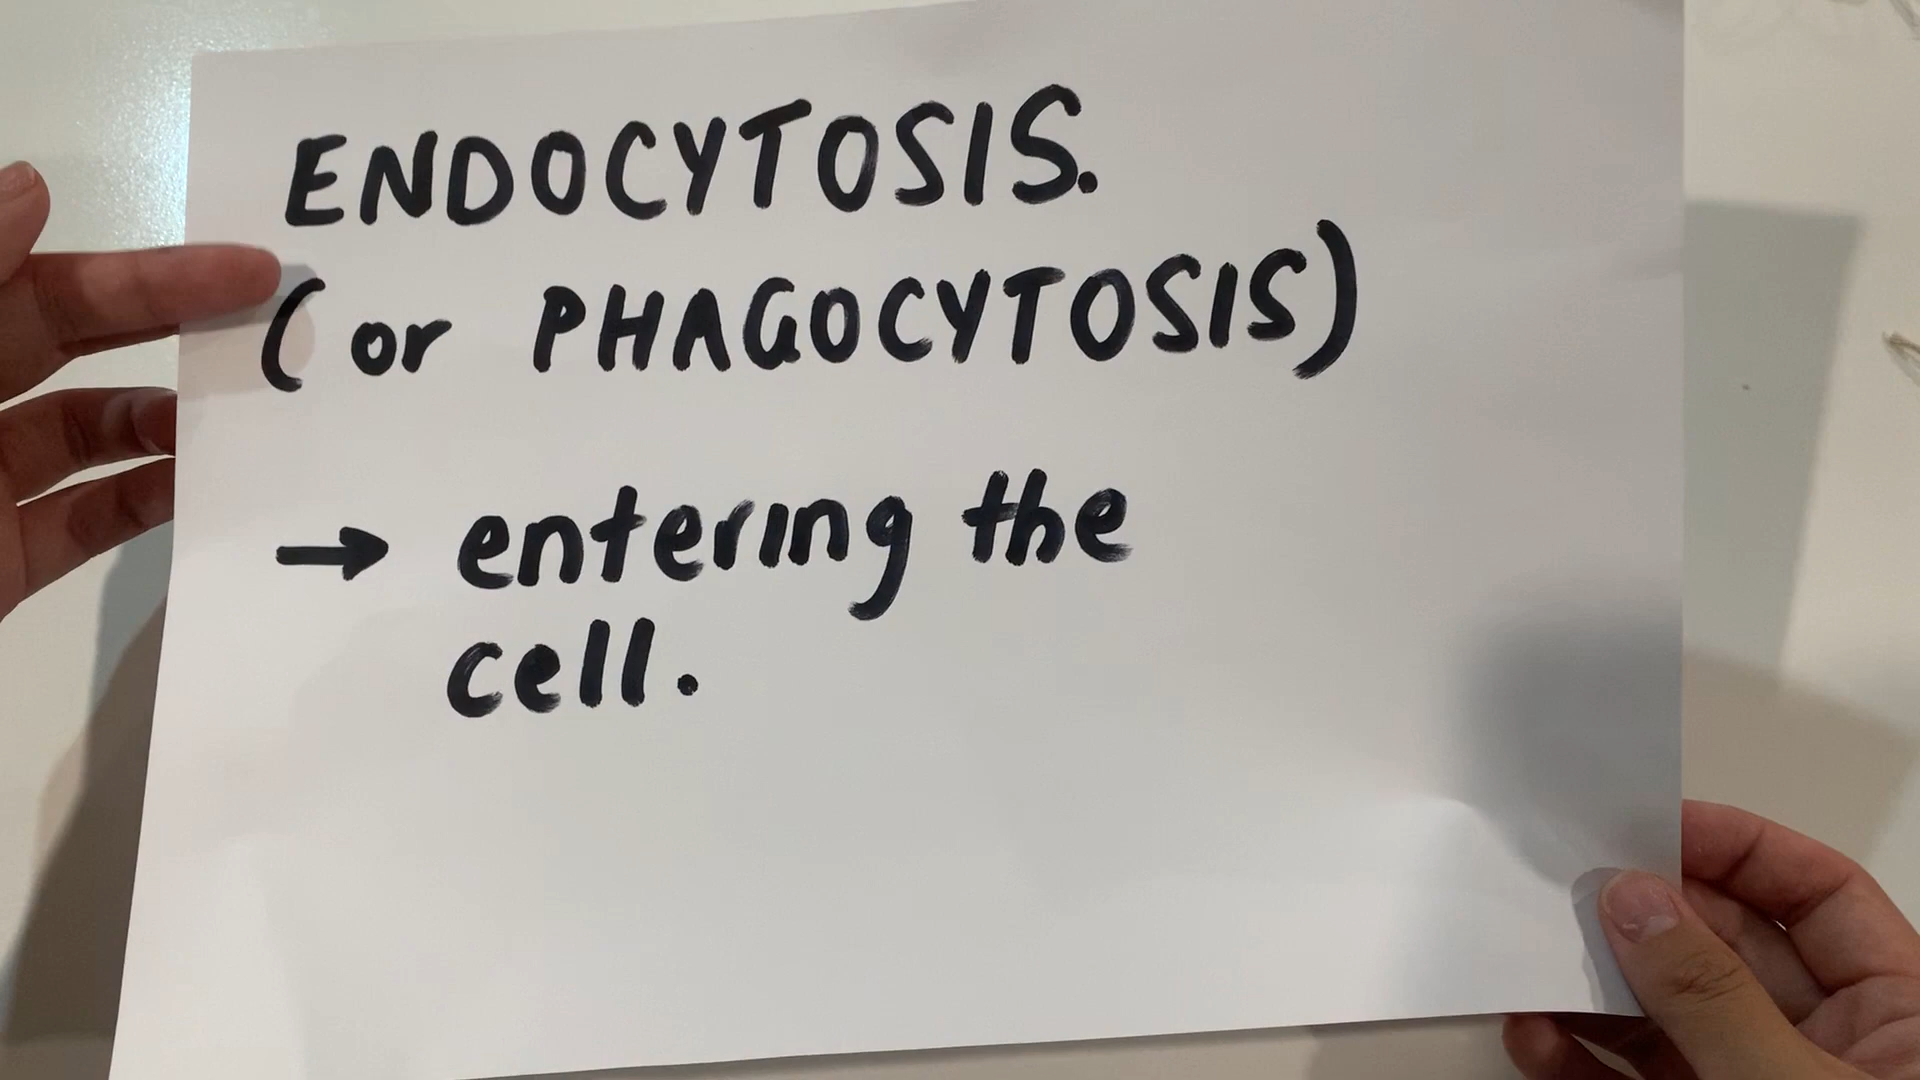 ENDOCYTOSIS.
(or PHAGOCYTOSIS)
→ entering the
cell.